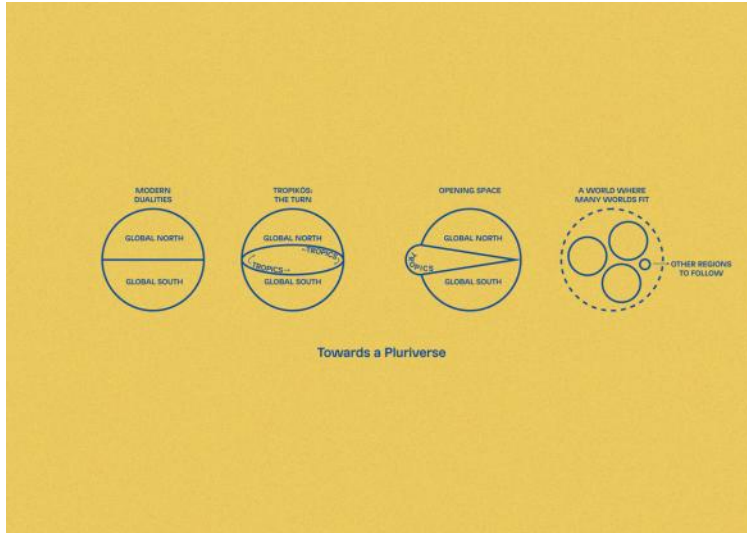 MODERN
DUALITIES
GLOBAL NORTH
GLOBAL SOUTH
TROPIKÓS:
THE TURN
GLOBAL NORTH
←TROPICS
TROPICS→
GLOBAL SOUTH
OPENING SPACE
GLOBAL NORTH
TROPICS
GLOBAL SOUTH
A WORLD WHERE
MANY WORLDS FIT
OTHER REGIONS
TO FOLLOW
Towards a Pluriverse